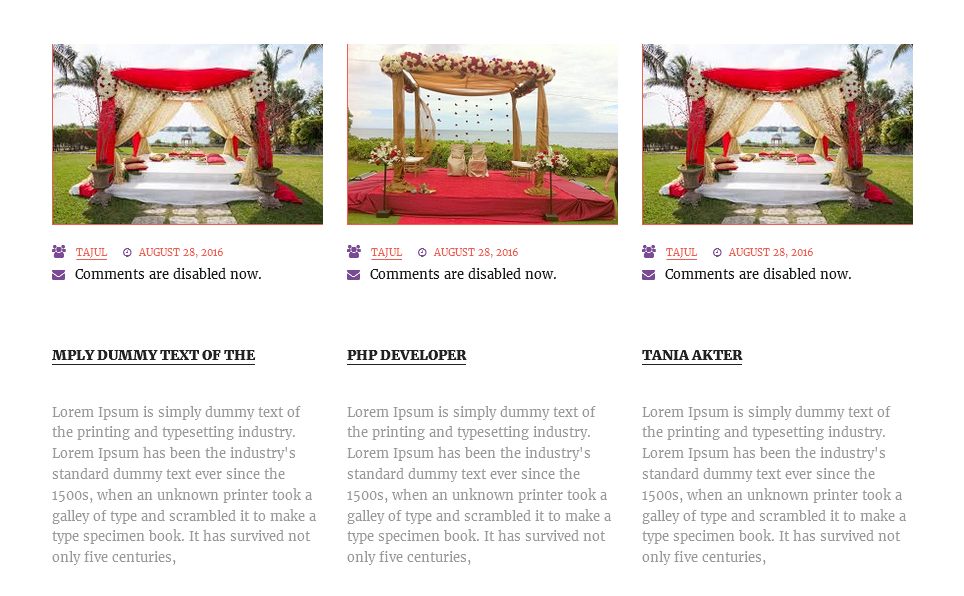 TAJUL AUGUST 28, 2016
Comments are disabled now.
MPLY DUMMY TEXT OF THE
Lorem Ipsum is simply dummy text of
the printing and typesetting industry.
Lorem Ipsum has been the industry's
standard dummy text ever since the
1500s, when an unknown printer took a
galley of type and scrambled it to make a
type specimen book. It has survived not
only five centuries,
TAJUL AUGUST 28, 2016
Comments are disabled now.
PHP DEVELOPER
Lorem Ipsum is simply dummy text of
the printing and typesetting industry.
Lorem Ipsum has been the industry's
standard dummy text ever since the
1500s, when an unknown printer took a
galley of type and scrambled it to make a
type specimen book. It has survived not
only five centuries,
TAJUL AUGUST 28, 2016
Comments are disabled now.
TANIA AKTER
Lorem Ipsum is simply dummy text of
the printing and typesetting industry.
Lorem Ipsum has been the industry's
standard dummy text ever since the
1500s, when an unknown printer took a
galley of type and scrambled it to make a
type specimen book. It has survived not
only five centuries,